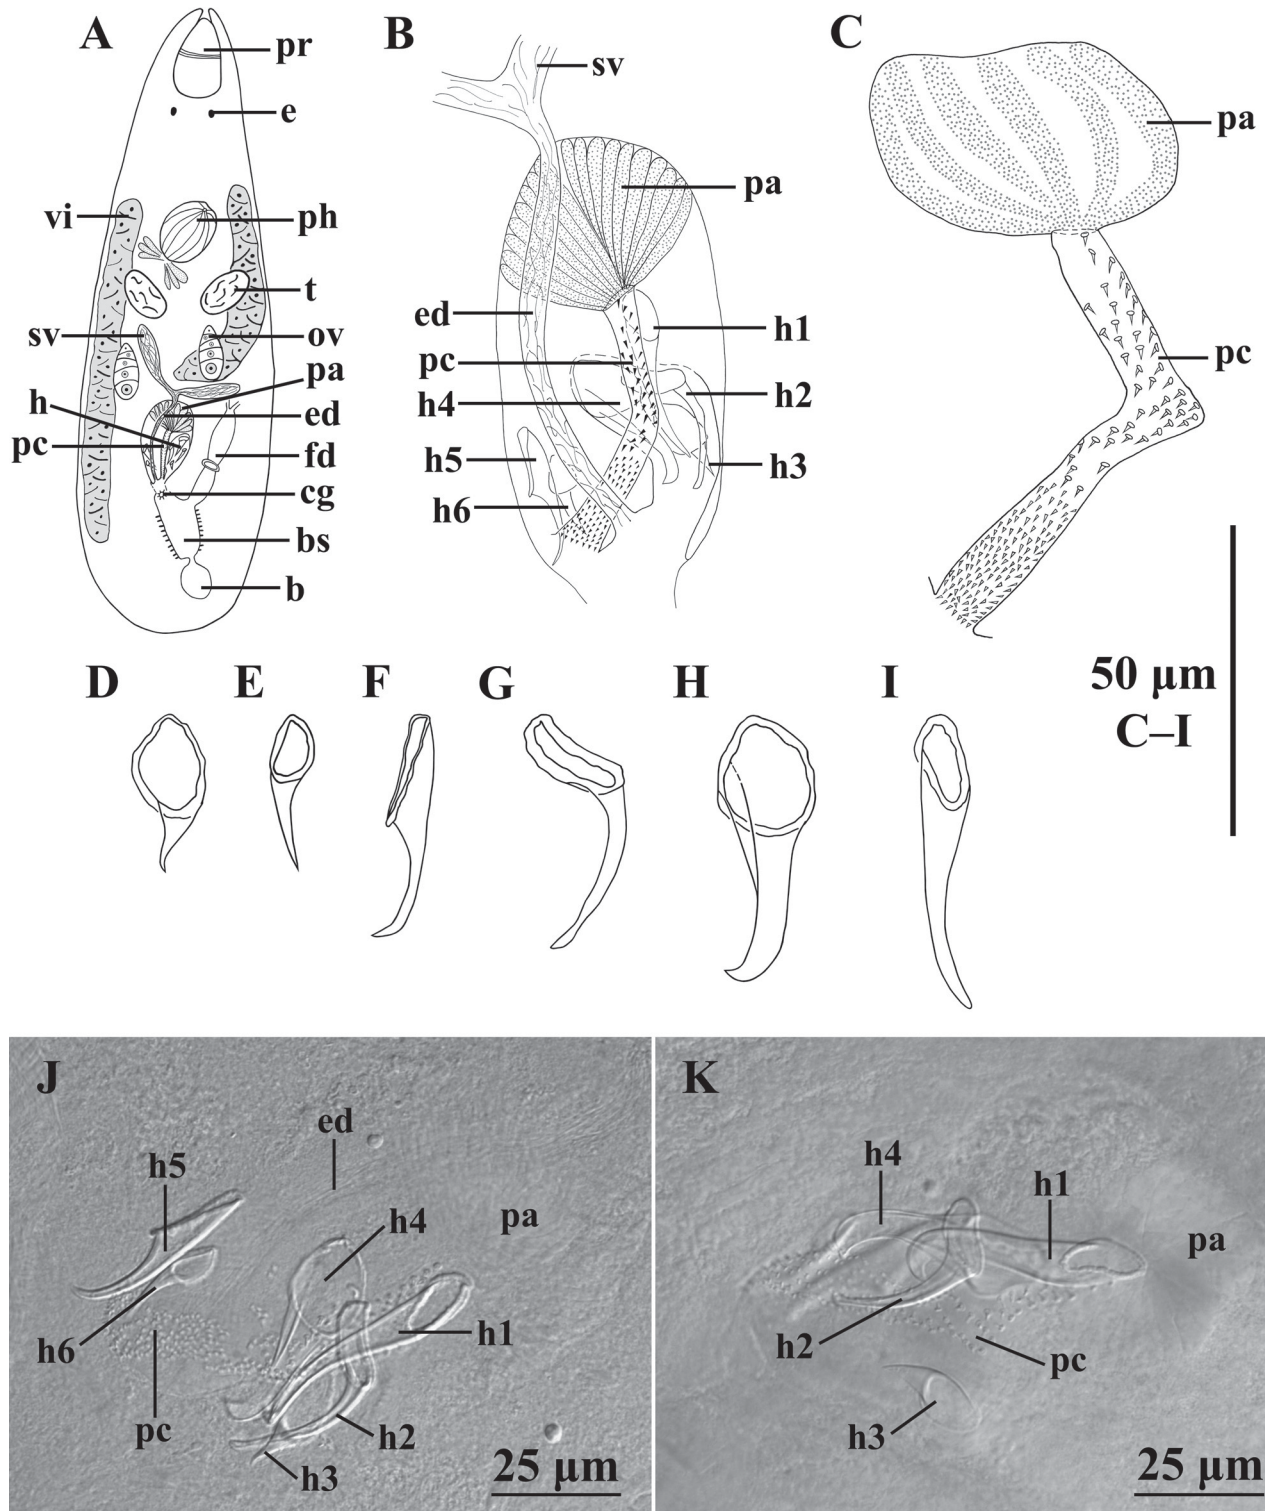 A
pr
e
vi
ph
t
sv
ov
pa
h
ed
pc
fd
cg
bs
b
B
sv
pa
ed
h1
pc
h2
h4
h5
h3
h6
C
pa
pc
50 µm
C–I
D
E
F
G
H
I
J
ed
h5
pa
h4
h1
h6
pc
h2
h3
25 µm
K
h4
h1
pa
h2
pc
h3
25 µm